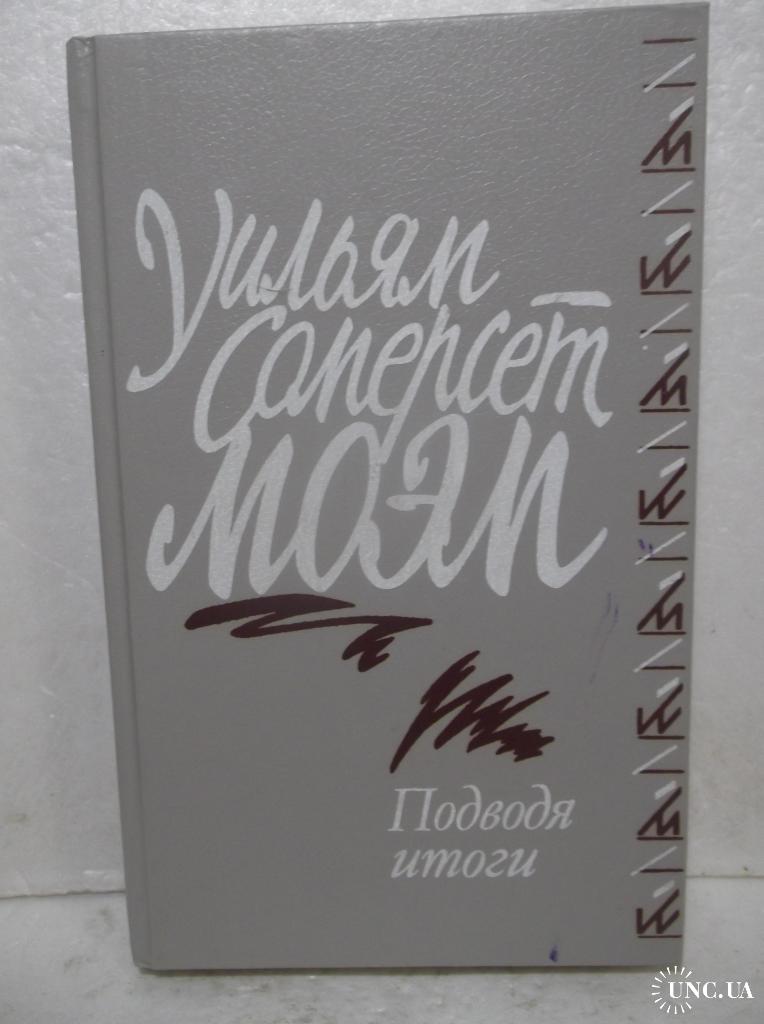 Уильям
Сомерсет
Моэм
Подводя
итоги
UNC.UA